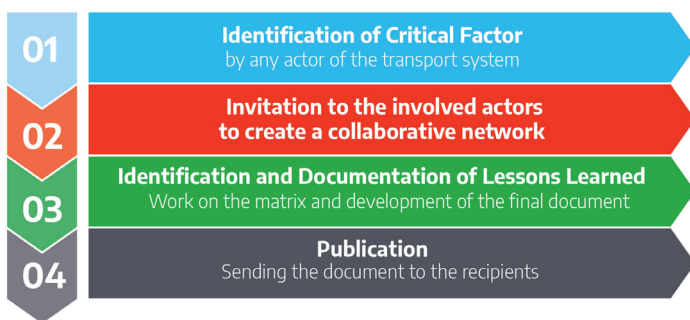 01
Identification of Critical Factor
by any actor of the transport system
02
Invitation to the involved actors
to create a collaborative network
03
Identification and Documentation of Lessons Learned
Work on the matrix and development of the final document
04
Publication
Sending the document to the recipients